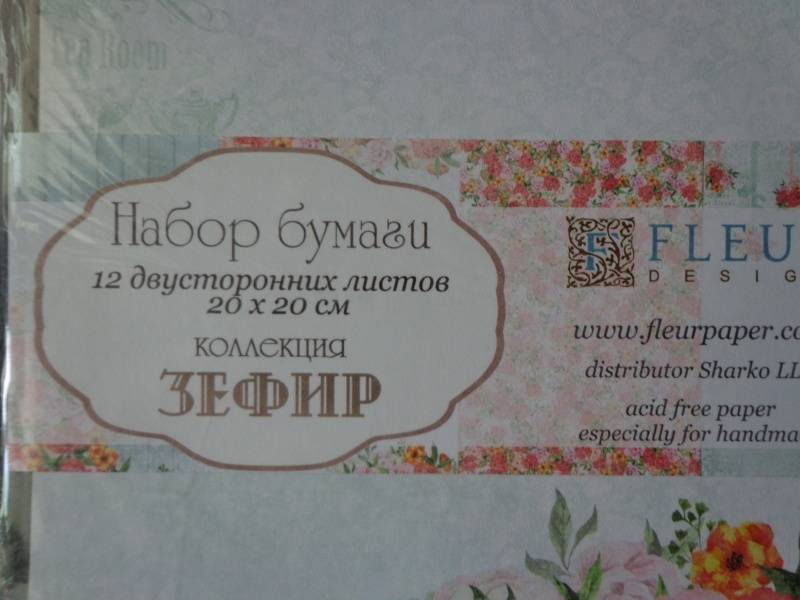 Tea Room
Набор бумаги
12 двусторонних листов
20 х 20 см
коллекция
ЗЕФИР
F
FLEU
DESIG
www.fleurpaper.co
distributor Sharko LL
acid free paper
especially for handma